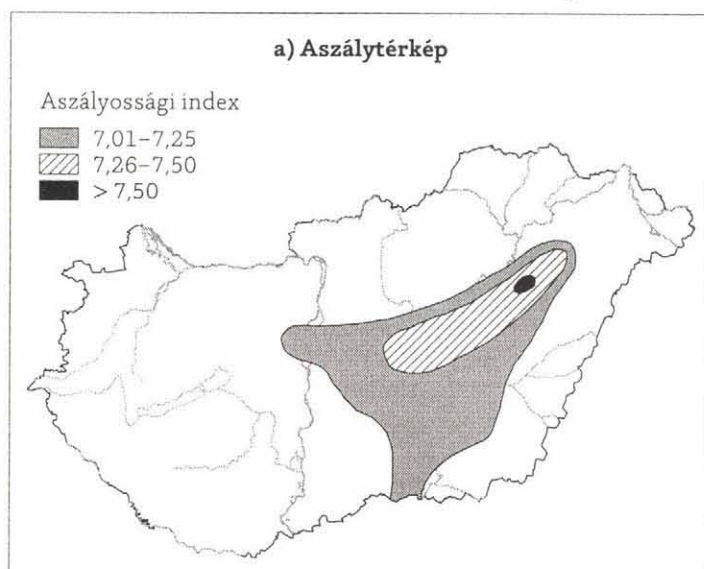 a) Aszálytérkép
Aszályossági index
7,01–7,25
7,26–7,50
> 7,50